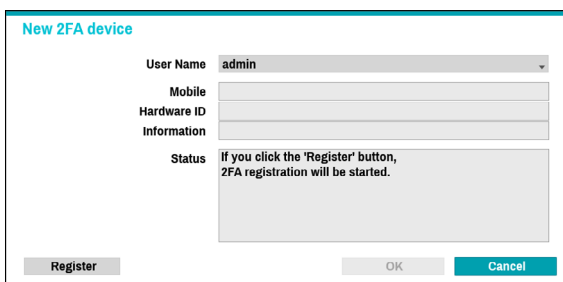 New 2FA device
User Name admin
Mobile
Hardware ID
Information
Status If you click the 'Register' button,
2FA registration will be started.
Register OK Cancel